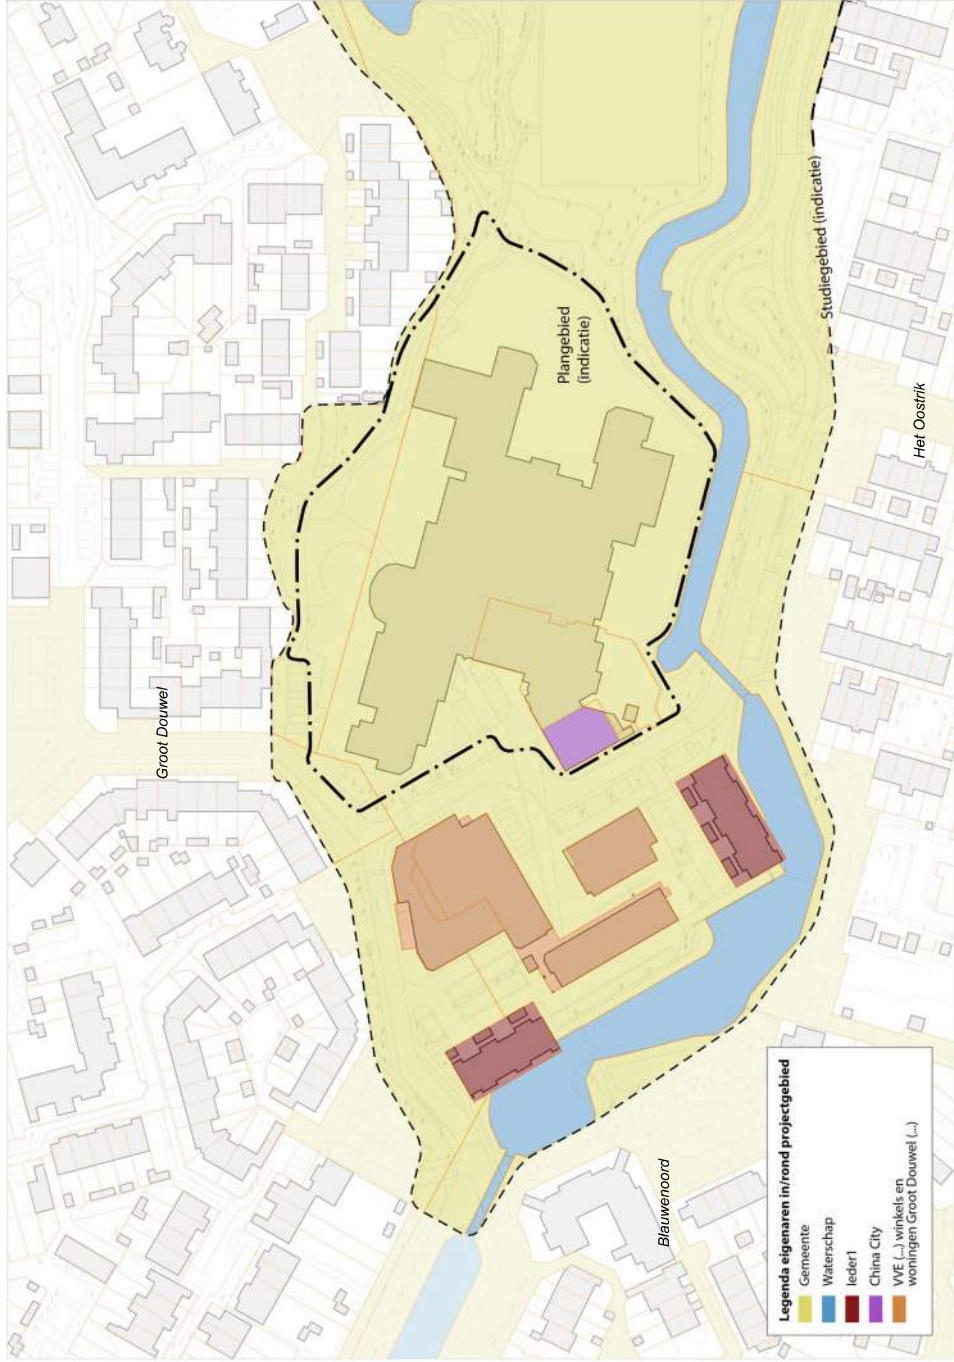 Groot Douwel
Plangebied
(indicatie)
Studiegebied (indicatie)
Het Oostrik
Blauwenoord
Legenda eigenaren in/rond projectgebied
Gemeente
Waterschap
Ieder1
China City
VVE (...) winkels en
woningen Groot Douwel (...)